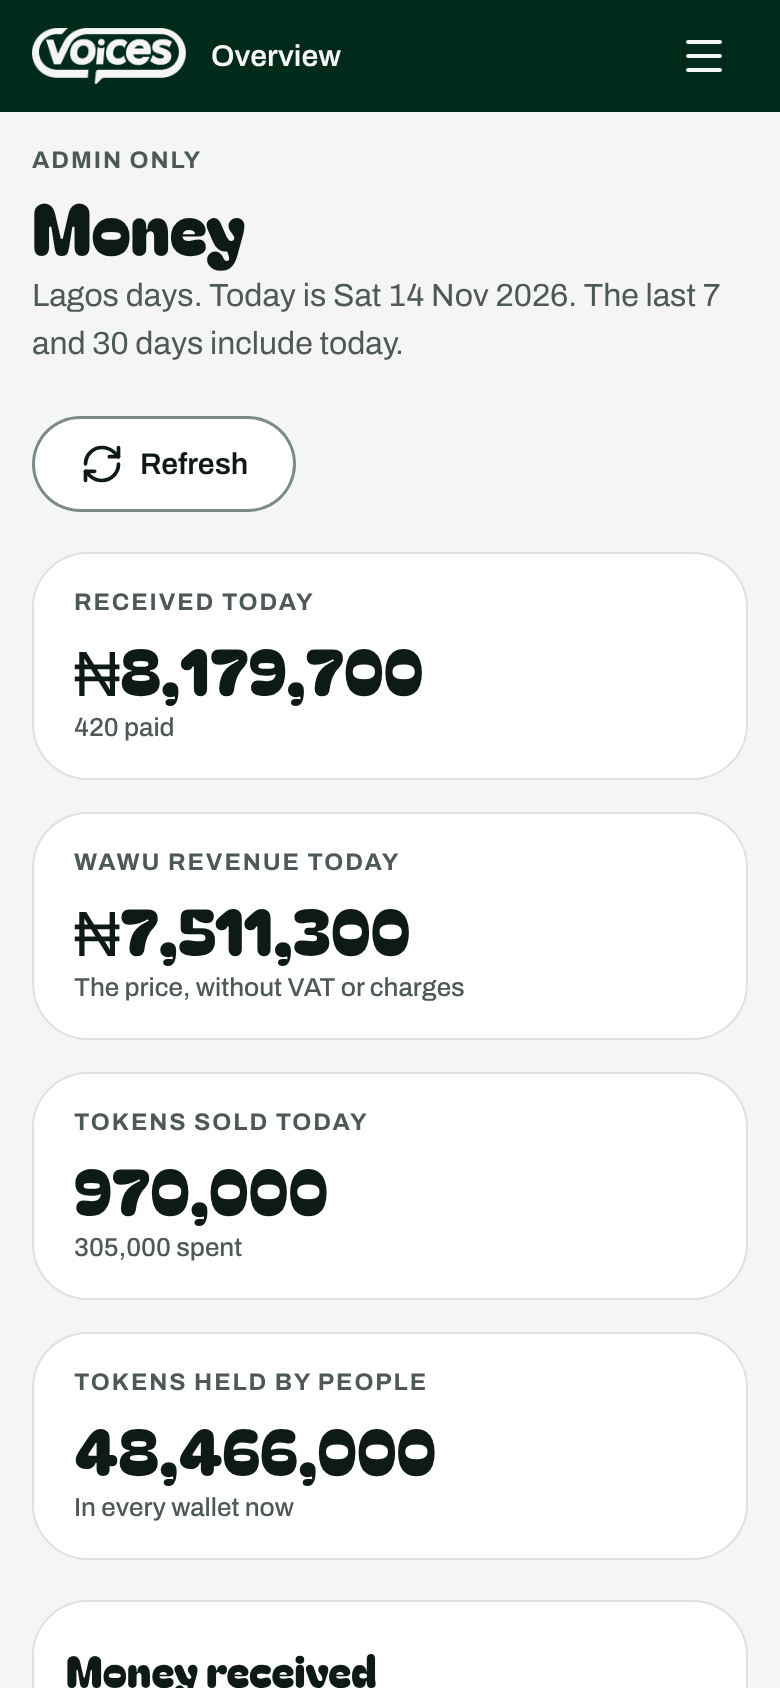 Voices
Overview
ADMIN ONLY
Money
Lagos days. Today is Sat 14 Nov 2026. The last 7
and 30 days include today.
Refresh
RECEIVED TODAY
₦8,179,700
420 paid
WAWU REVENUE TODAY
₦7,511,300
The price, without VAT or charges
TOKENS SOLD TODAY
970,000
305,000 spent
TOKENS HELD BY PEOPLE
48,466,000
In every wallet now
Money received